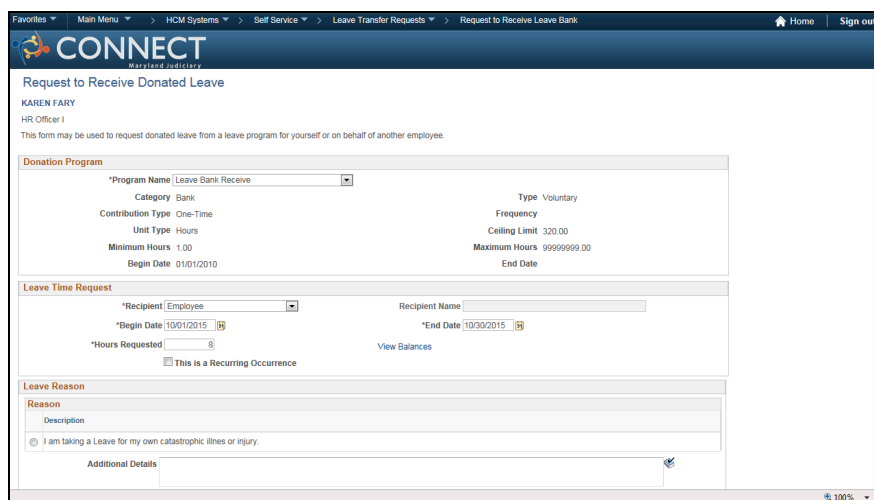 Favorites Main Menu > HCM Systems > Self Service > Leave Transfer Requests > Request to Receive Leave Bank Home Sign out
CONNECT
Maryland Judiciary
Request to Receive Donated Leave
KAREN FARY
HR Officer I
This form may be used to request donated leave from a leave program for yourself or on behalf of another employee.
Donation Program
*Program Name Leave Bank Receive
Category Bank Type Voluntary
Contribution Type One-Time Frequency
Unit Type Hours Ceiling Limit 320.00
Minimum Hours 1.00 Maximum Hours 99999999.00
Begin Date 01/01/2010 End Date
Leave Time Request
*Recipient Employee Recipient Name
*Begin Date 10/01/2015 *End Date 10/30/2015
*Hours Requested 8 View Balances
This is a Recurring Occurrence
Leave Reason
Reason
Description
I am taking a Leave for my own catastrophic illnes or injury.
Additional Details
100%